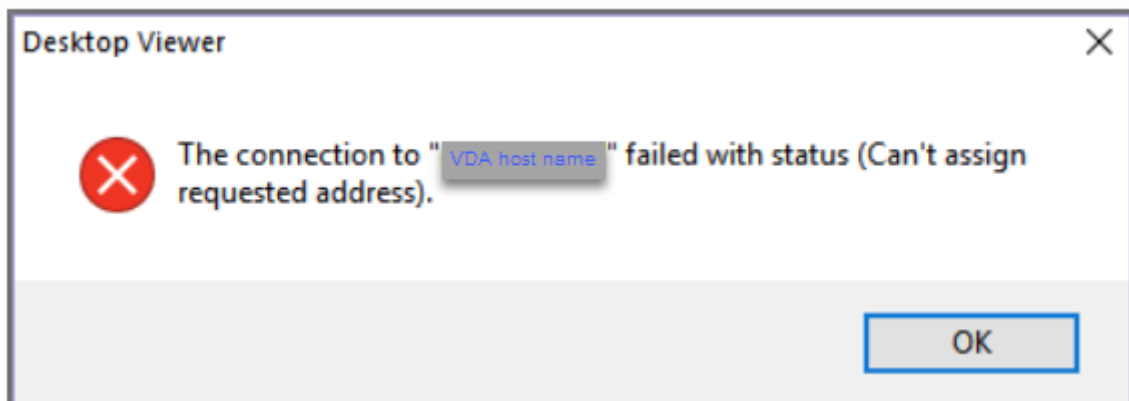 Desktop Viewer
The connection to "VDA host name" failed with status (Can't assign
requested address).
OK